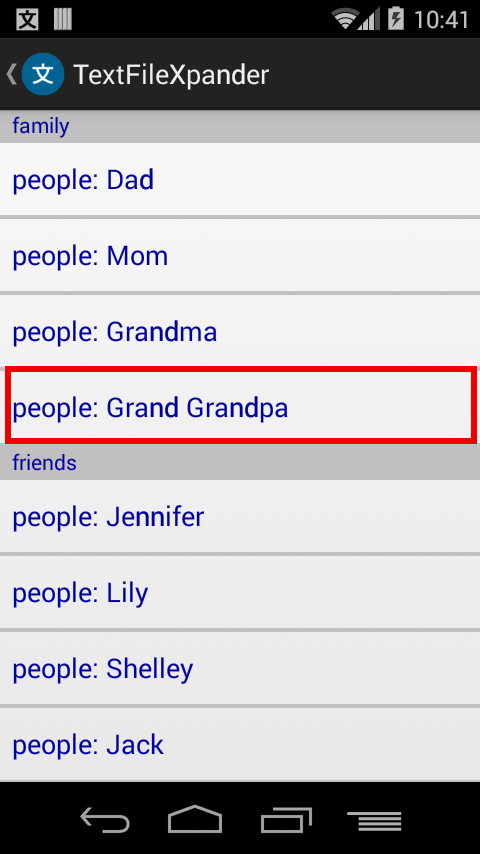 文 10:41
文 TextFileXpander
family
people: Dad
people: Mom
people: Grandma
people: Grand Grandpa
friends
people: Jennifer
people: Lily
people: Shelley
people: Jack